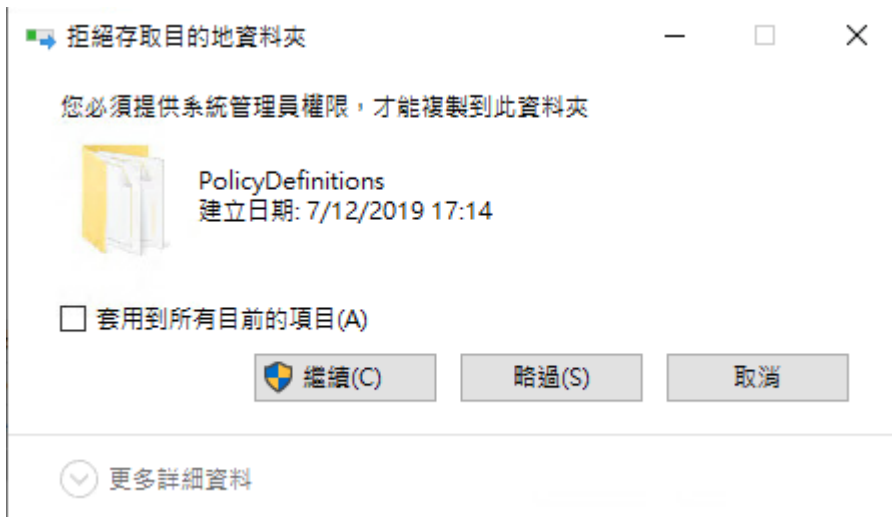 拒絕存取目的地資料夾
您必須提供系統管理員權限，才能複製到此資料夾
PolicyDefinitions
建立日期: 7/12/2019 17:14
套用到所有目前的項目(A)
繼續(C)
略過(S)
取消
更多詳細資料